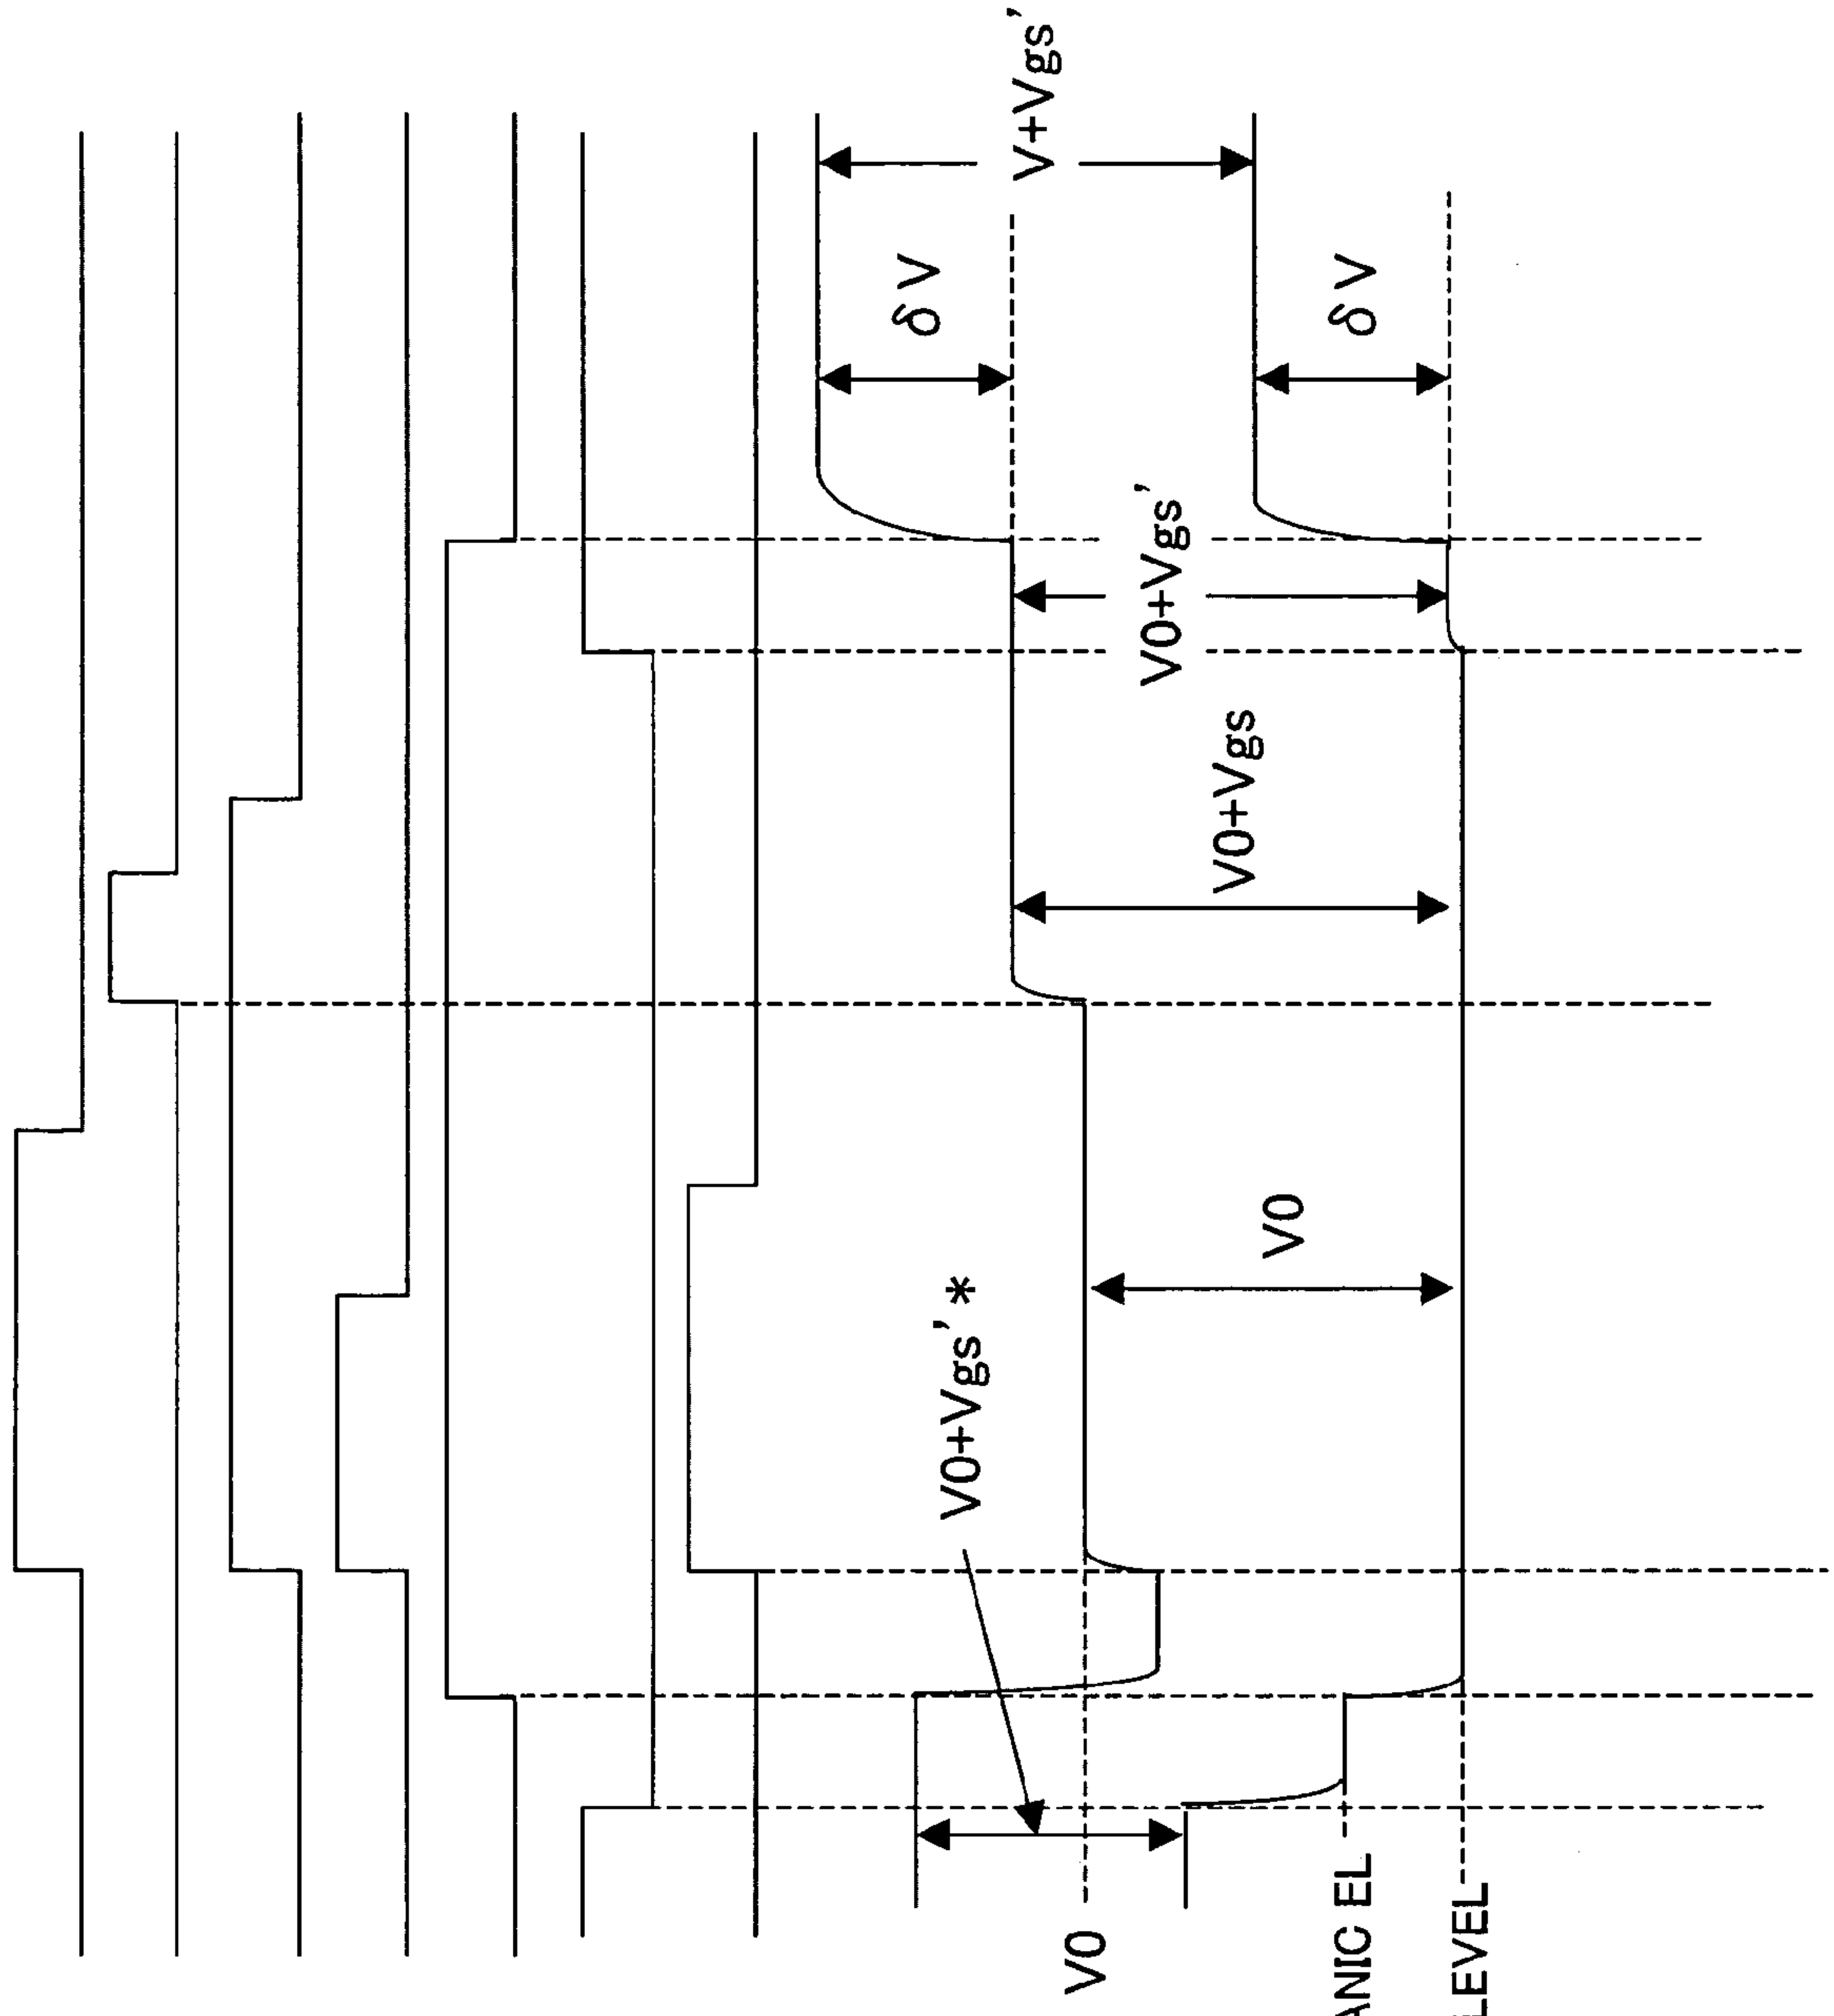 δV
V0+Vgs'*
V+Vgs'
V0
V0+Vgs'
V0+Vgs
V0
ANIC EL
δV
LEVEL